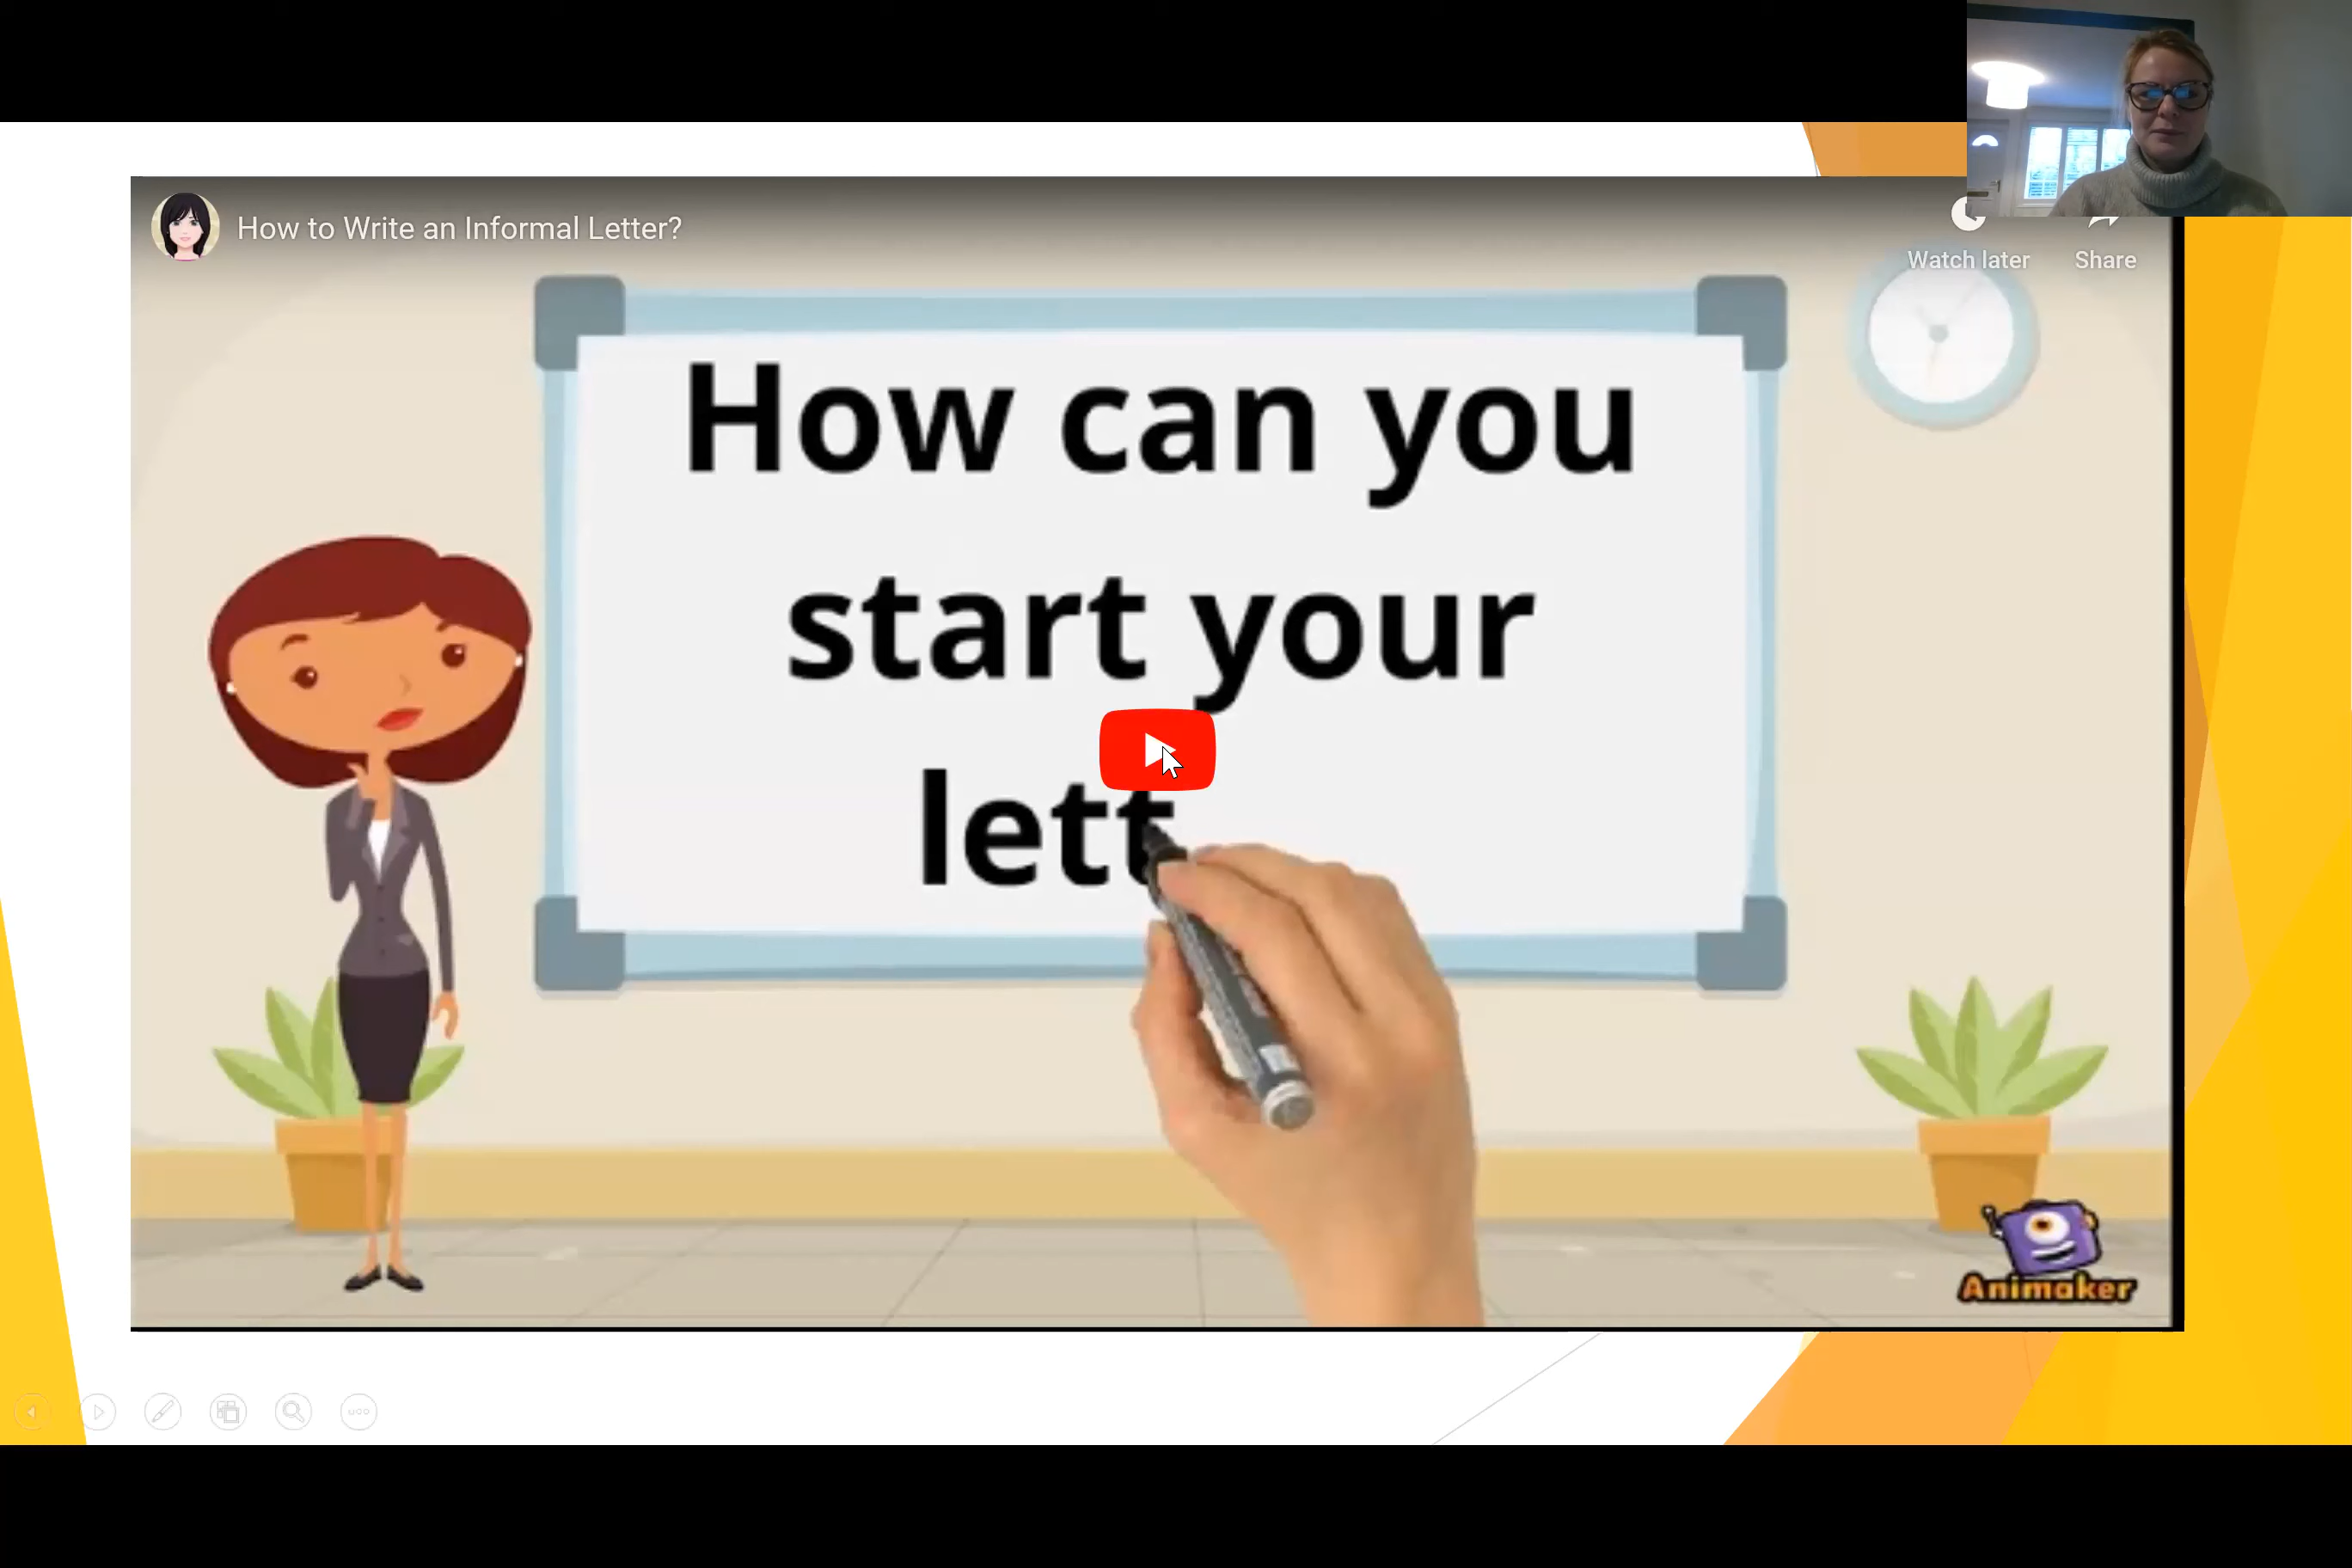 How to Write an Informal Letter?
Watch later
Share
How can you
start your
lett
Animaker